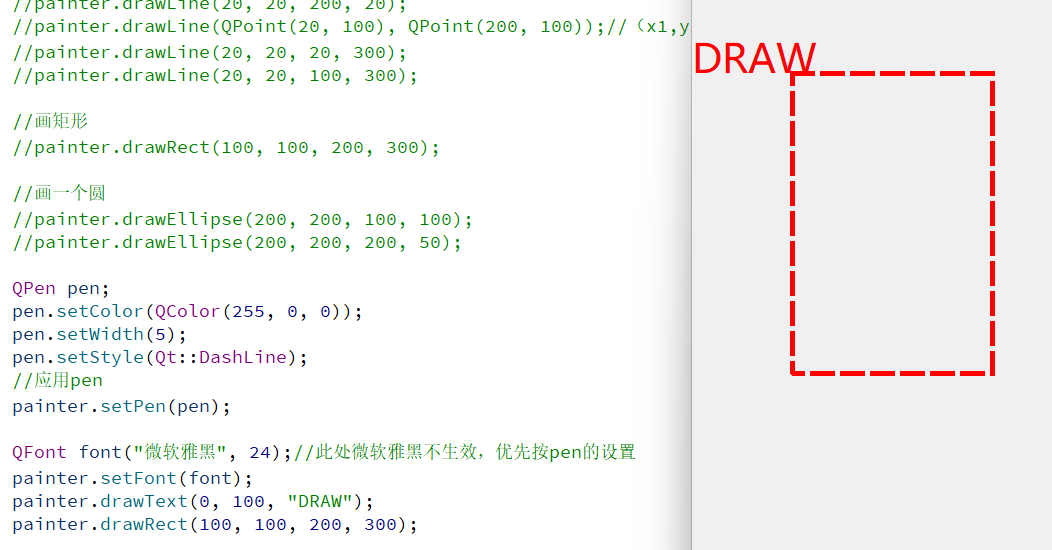 //painter.drawLine(20, 20, 200, 20);
//painter.drawLine(QPoint(20, 100), QPoint(200, 100));//（x1,y
//painter.drawLine(20, 20, 20, 300);
//painter.drawLine(20, 20, 100, 300);
//画矩形
//painter.drawRect(100, 100, 200, 300);
//画一个圆
//painter.drawEllipse(200, 200, 100, 100);
//painter.drawEllipse(200, 200, 200, 50);
QPen pen;
pen.setColor(QColor(255, 0, 0));
pen.setWidth(5);
pen.setStyle(Qt::DashLine);
//应用pen
painter.setPen(pen);
QFont font("微软雅黑", 24);//此处微软雅黑不生效，优先按pen的设置
painter.setFont(font);
painter.drawText(0, 100, "DRAW");
painter.drawRect(100, 100, 200, 300);
DRAW